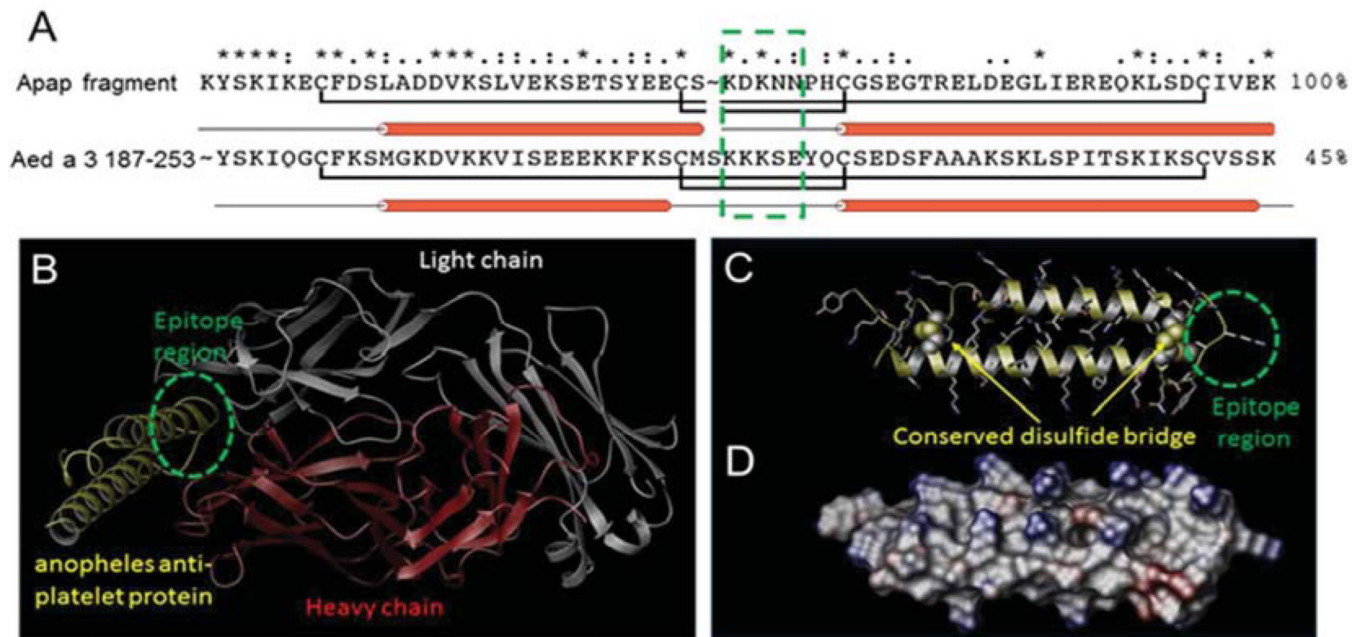 A
Apap fragment KYSKIKECFDSLADDVKSLVEKSETSYEECS~KDKNNPHCGSEGTRELDEGLIEREQKLSDCIVEK 100%
Aed a 3 187-253 ~YSKIQGCFKSMGKDVKKVISEEEKKFKSCMSKKKSEYQCSEDSFAAAKSKLSPITSKIKSCVSSK 45%
B
Light chain
Epitope
region
anopheles anti-
platelet protein
Heavy chain
C
Epitope
region
Conserved disulfide bridge
D